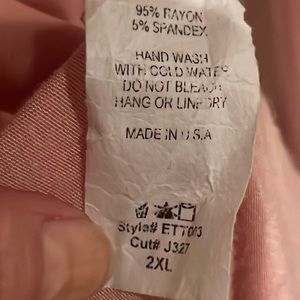 95% RAYON
5% SPANDEX
HAND WASH
WITH COLD WATER
DO NOT BLEACH
HANG OR LINE DRY
MADE IN U.S.A
Style# ET7003
Cut# J327
2XL